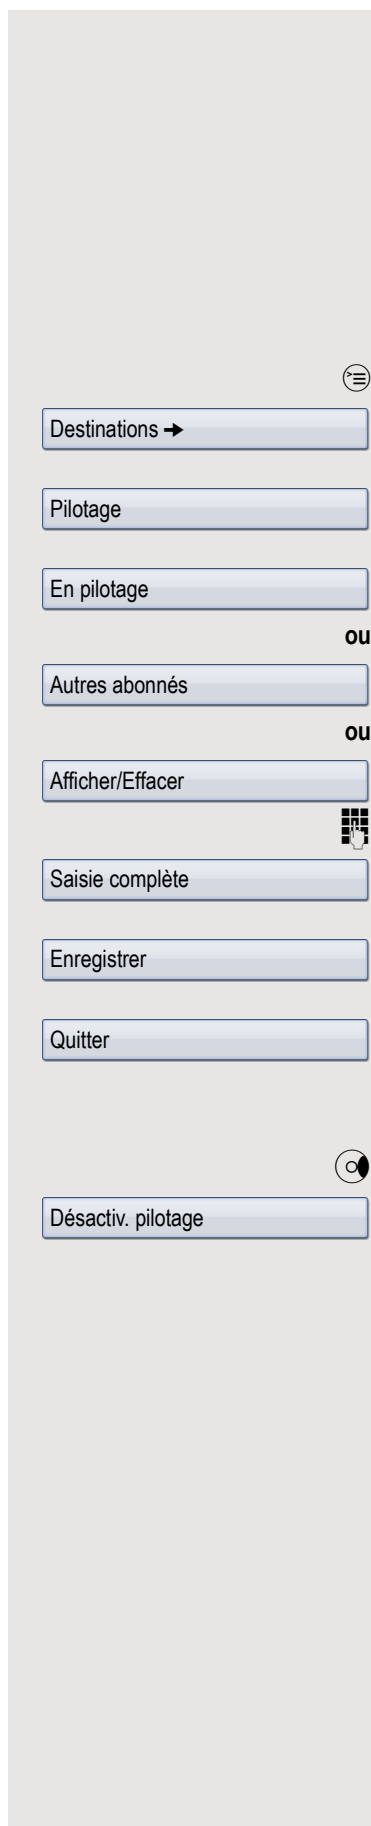 Destinations ➜
Pilotage
En pilotage
ou
Autres abonnés
ou
Afficher/Effacer
Saisie complète
Enregistrer
Quitter
Désactiv. pilotage